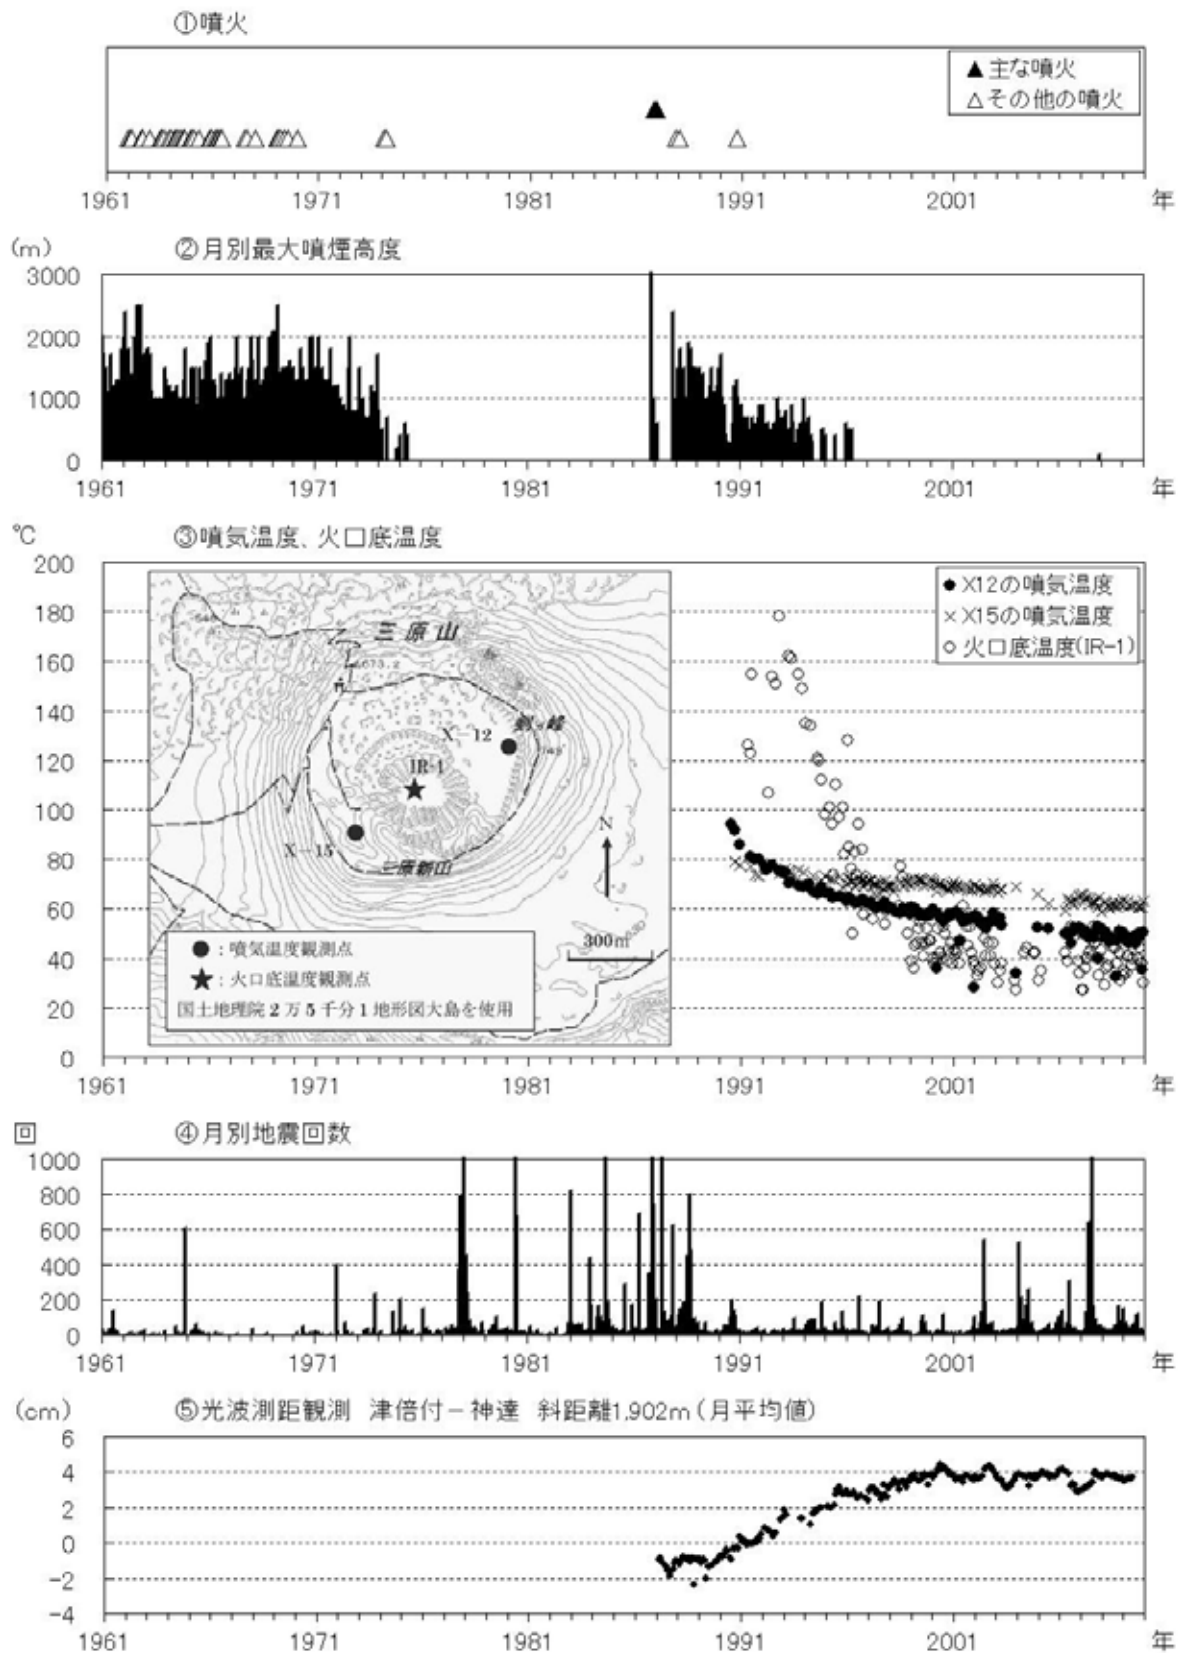 ①噴火
▲主な噴火
△その他の噴火
1961 1971 1981 1991 2001 年
(m) ②月別最大噴煙高度
3000
2000
1000
0
1961 1971 1981 1991 2001 年
℃ ③噴気温度、火口底温度
200
180
160
140
120
100
80
60
40
20
0
● X12の噴気温度
× X15の噴気温度
○ 火口底温度(IR-1)
三原山
剣ヶ峰
X-12
IR-1
X-15
三原新山
N
300m
●：噴気温度観測点
★：火口底温度観測点
国土地理院2万5千分1地形図大島を使用
1961 1971 1981 1991 2001 年
回 ④月別地震回数
1000
800
600
400
200
0
1961 1971 1981 1991 2001 年
(cm) ⑤光波測距観測 津倍付－神達 斜距離1,902m(月平均値)
6
4
2
0
-2
-4
1961 1971 1981 1991 2001 年